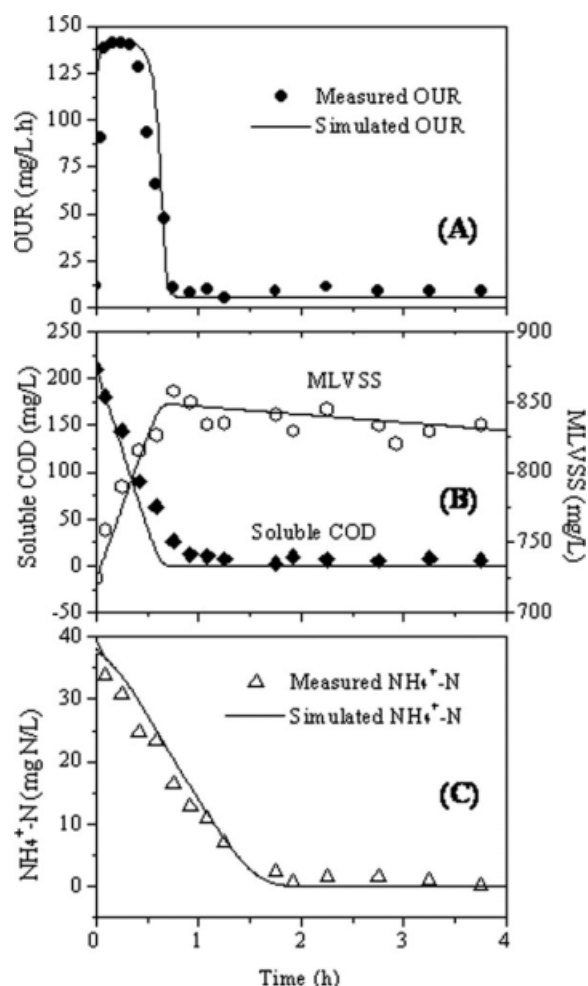 150
125
100
75
50
25
0
OUR (mg/L.h)
Measured OUR
Simulated OUR
(A)
250
200
150
100
50
0
-50
Soluble COD (mg/L)
900
850
800
750
700
MLVSS (mg/L)
MLVSS
Soluble COD
(B)
40
30
20
10
0
NH₄⁺-N (mg N/L)
Measured NH₄⁺-N
Simulated NH₄⁺-N
(C)
0 1 2 3 4
Time (h)